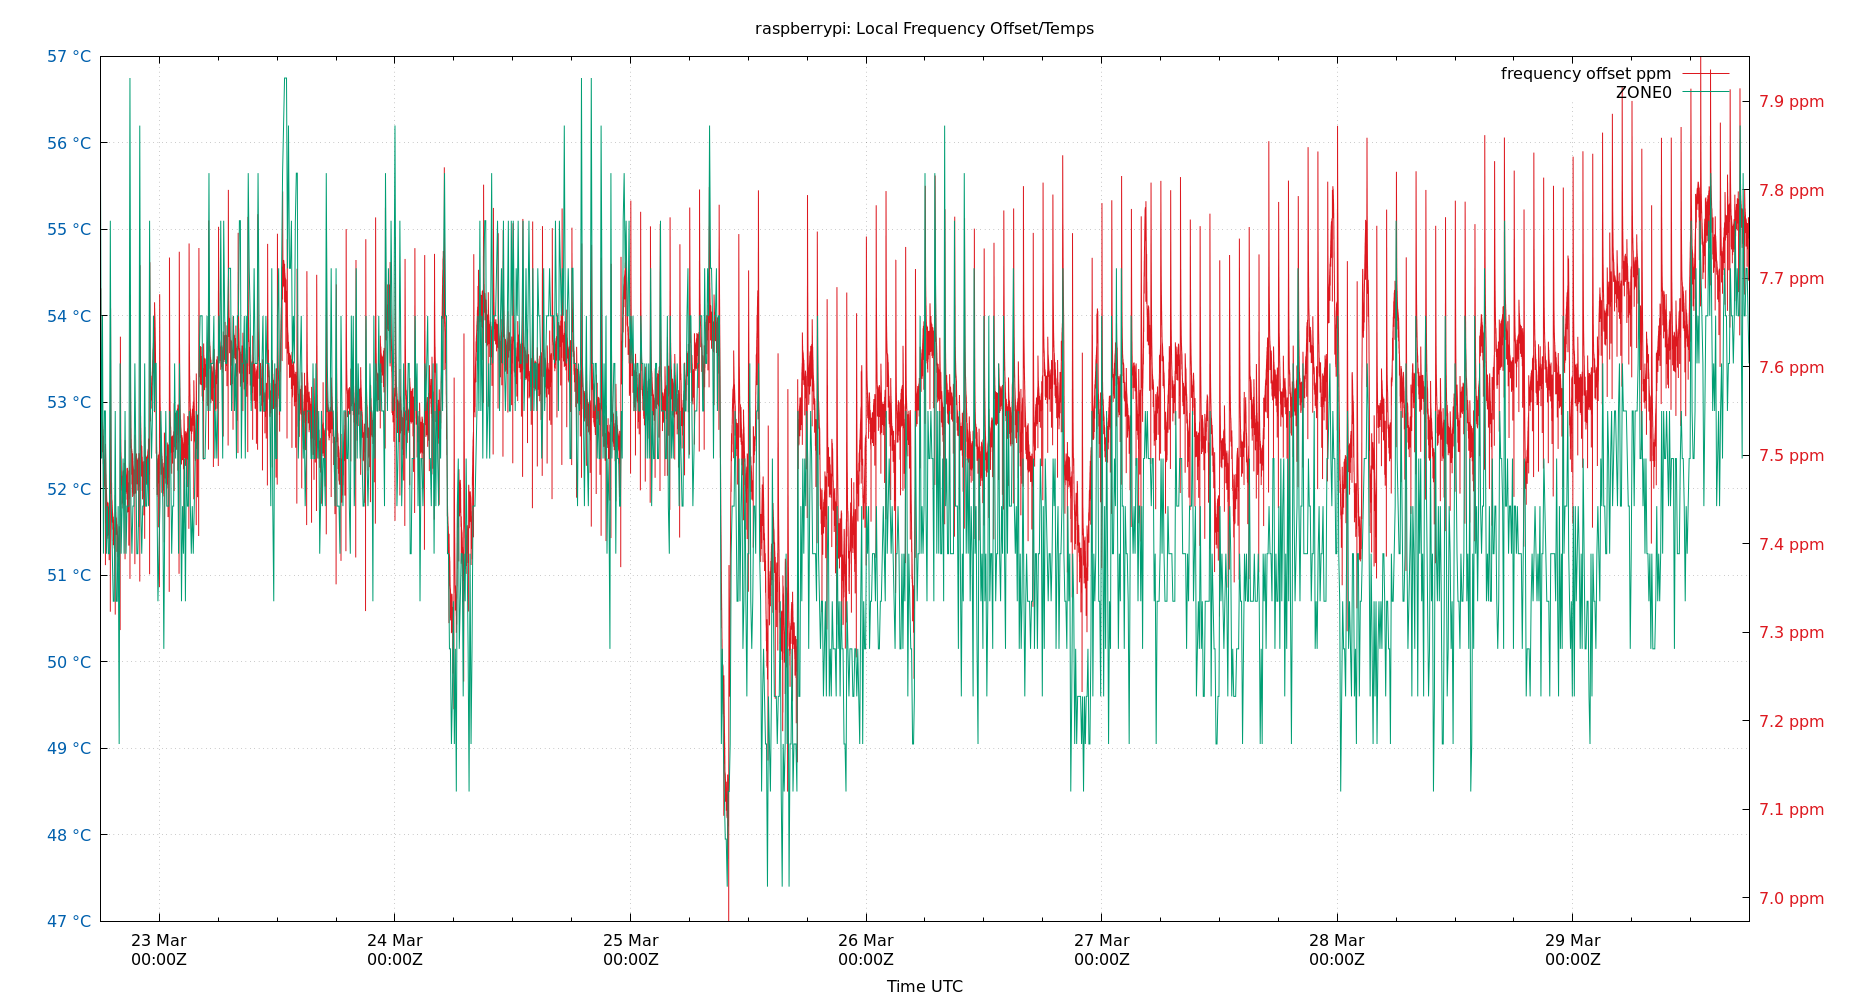 raspberrypi: Local Frequency Offset/Temps
57 °C
56 °C
55 °C
54 °C
53 °C
52 °C
51 °C
50 °C
49 °C
48 °C
47 °C
frequency offset ppm
ZONE0
7.9 ppm
7.8 ppm
7.7 ppm
7.6 ppm
7.5 ppm
7.4 ppm
7.3 ppm
7.2 ppm
7.1 ppm
7.0 ppm
23 Mar
00:00Z
24 Mar
00:00Z
25 Mar
00:00Z
26 Mar
00:00Z
27 Mar
00:00Z
28 Mar
00:00Z
29 Mar
00:00Z
Time UTC